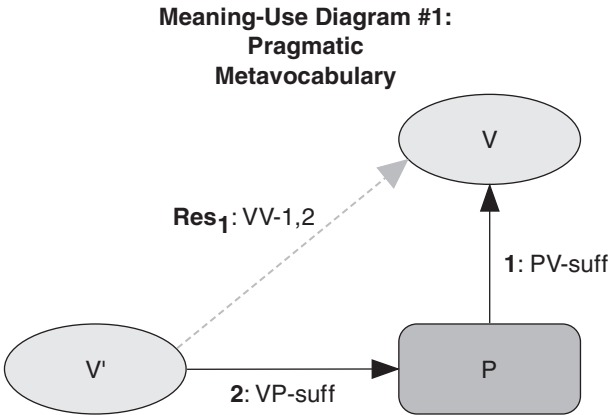 Meaning-Use Diagram #1:
Pragmatic
Metavocabulary
V
Res1: VV-1,2
1: PV-suff
V'
P
2: VP-suff